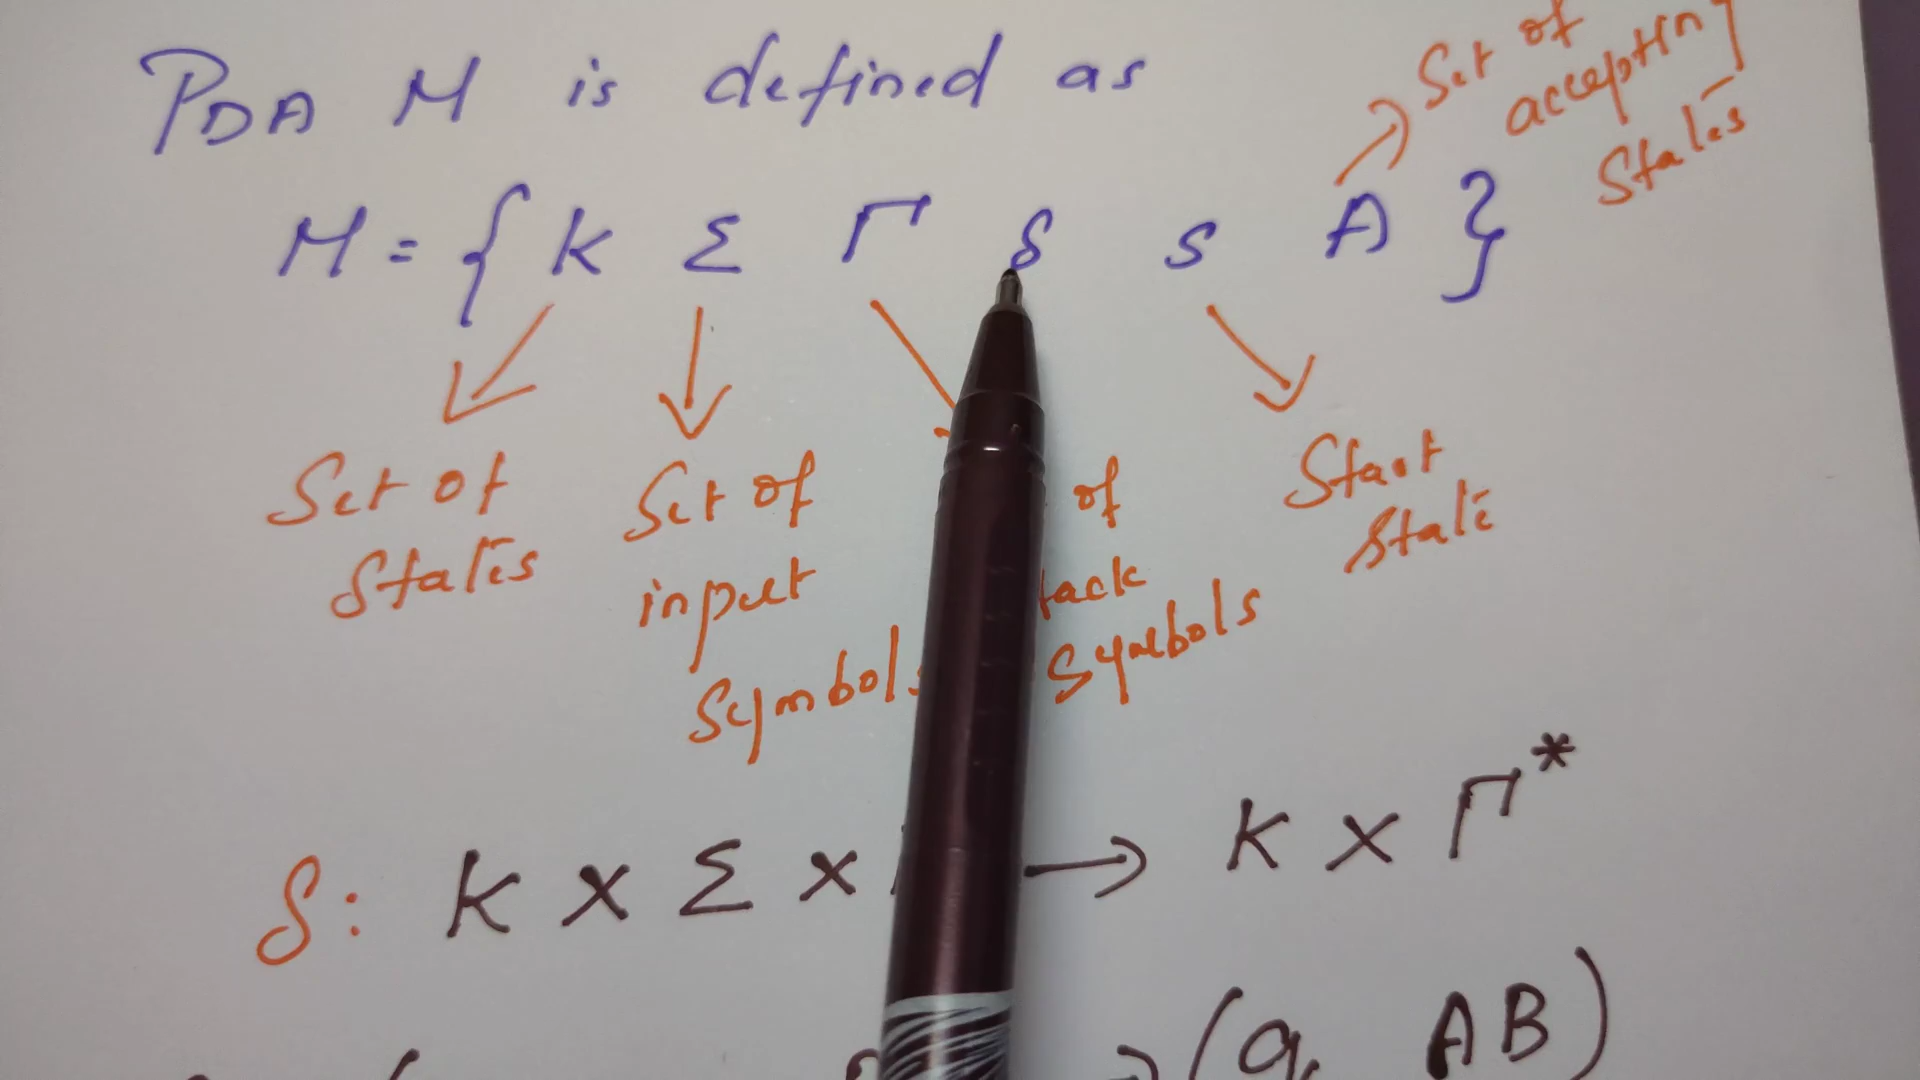 PDA M is defined as
M = { K Σ Γ δ s A }
Set of
accepting
States
Set of
States
Set of
input
Symbols
of
tack
Symbols
Start
State
δ: K × Σ × → K × Γ*
(q, AB)